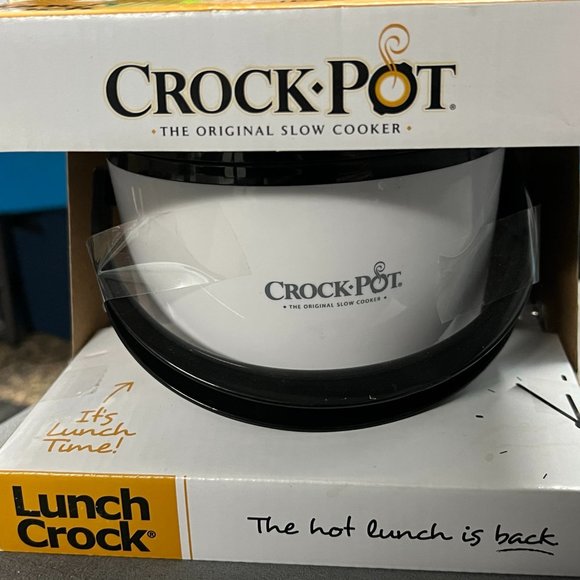 CROCK·POT®
·THE ORIGINAL SLOW COOKER·
CROCK·POT®
·THE ORIGINAL SLOW COOKER·
It's
Lunch
Time!
Lunch
Crock®
The hot lunch is back